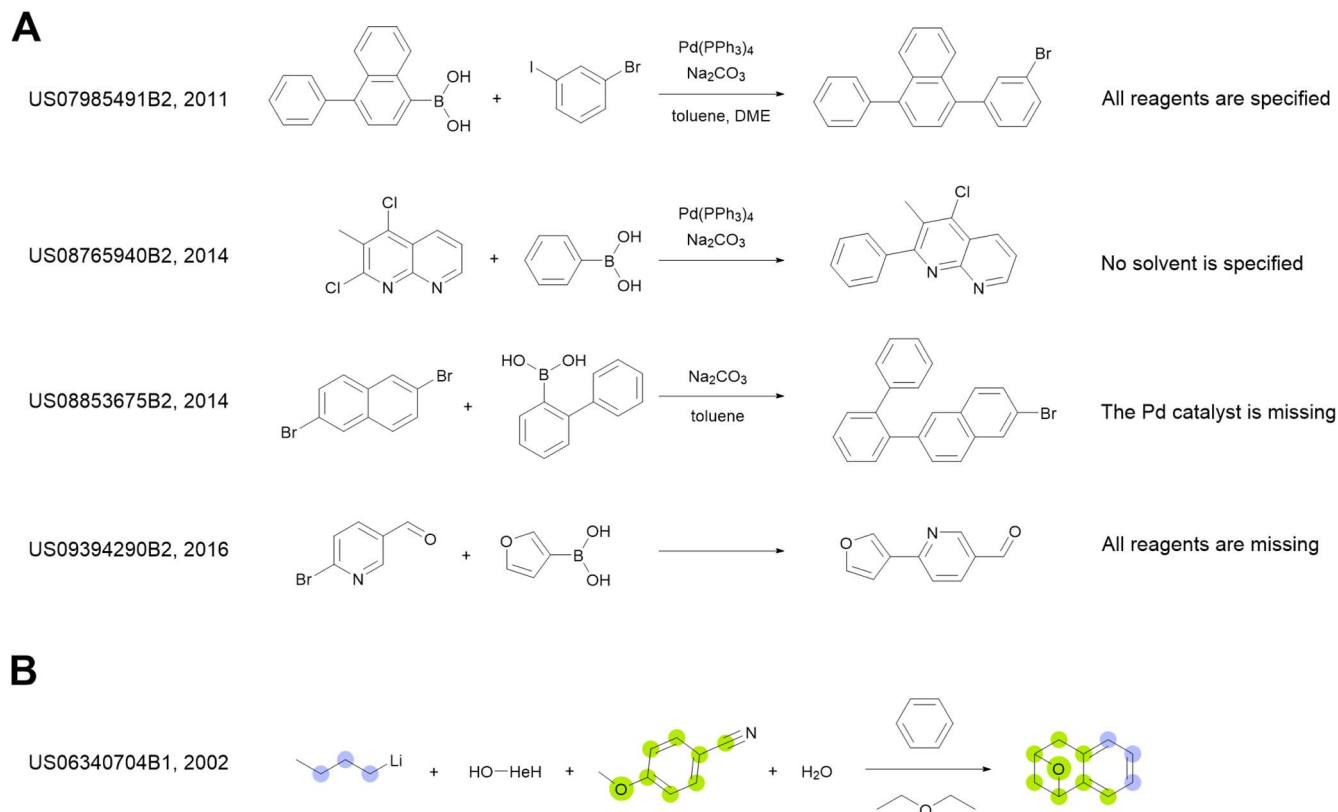 A
US07985491B2, 2011
OH
B
OH
+
I
Br
Pd(PPh3)4
Na2CO3
toluene, DME
Br
All reagents are specified
US08765940B2, 2014
Cl
Cl
N
N
+
OH
B
OH
Pd(PPh3)4
Na2CO3
Cl
N
N
No solvent is specified
US08853675B2, 2014
Br
Br
+
HO
OH
B
Na2CO3
toluene
Br
The Pd catalyst is missing
US09394290B2, 2016
O
Br
N
+
O
OH
B
OH
O
N
O
All reagents are missing
B
US06340704B1, 2002
Li
+
HO–HeH
+
O
N
+
H2O
O
O